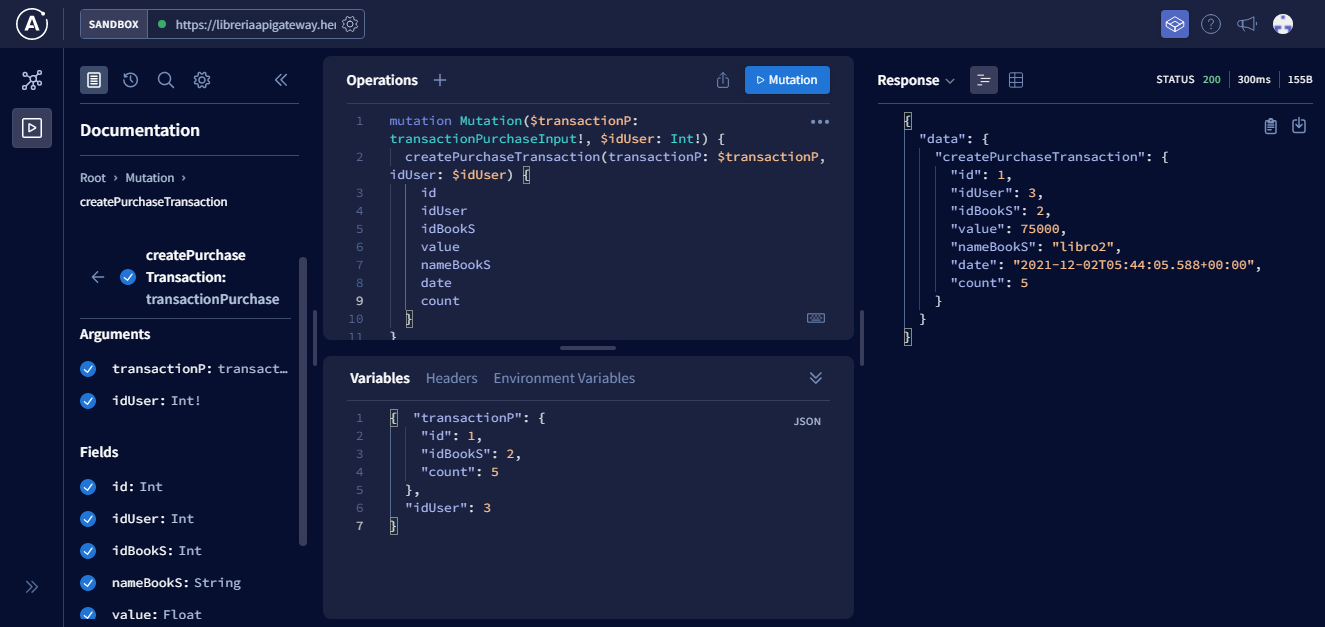 A
SANDBOX
https://libreriaapigateway.her
Documentation
Root › Mutation ›
createPurchaseTransaction
createPurchase
Transaction:
transactionPurchase
Arguments
transactionP: transact…
idUser: Int!
Fields
id: Int
idUser: Int
idBookS: Int
nameBookS: String
value: Float
Operations +
Mutation
1 mutation Mutation($transactionP:
transactionPurchaseInput!, $idUser: Int!) {
2 createPurchaseTransaction(transactionP: $transactionP,
idUser: $idUser) {
3 id
4 idUser
5 idBookS
6 value
7 nameBookS
8 date
9 count
10 }
11 }
Variables Headers Environment Variables
JSON
1 { "transactionP": {
2 "id": 1,
3 "idBookS": 2,
4 "count": 5
5 },
6 "idUser": 3
7 }
Response
STATUS 200 300ms 155B
{
"data": {
"createPurchaseTransaction": {
"id": 1,
"idUser": 3,
"idBookS": 2,
"value": 75000,
"nameBookS": "libro2",
"date": "2021-12-02T05:44:05.588+00:00",
"count": 5
}
}
}